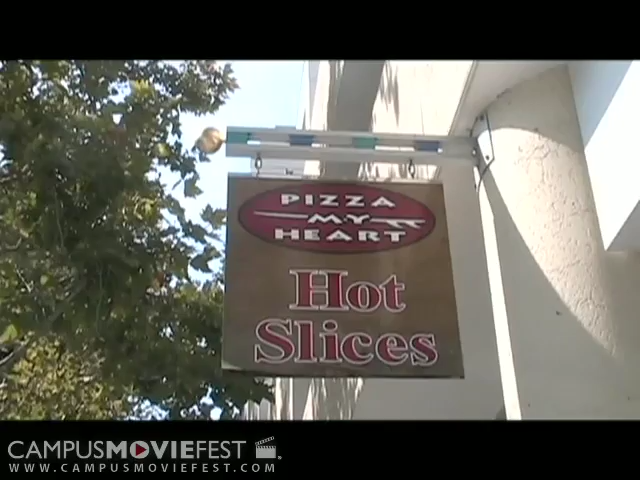 PIZZA
MY
HEART
Hot
Slices
CAMPUSMOVIEFEST
WWW.CAMPUSMOVIEFEST.COM